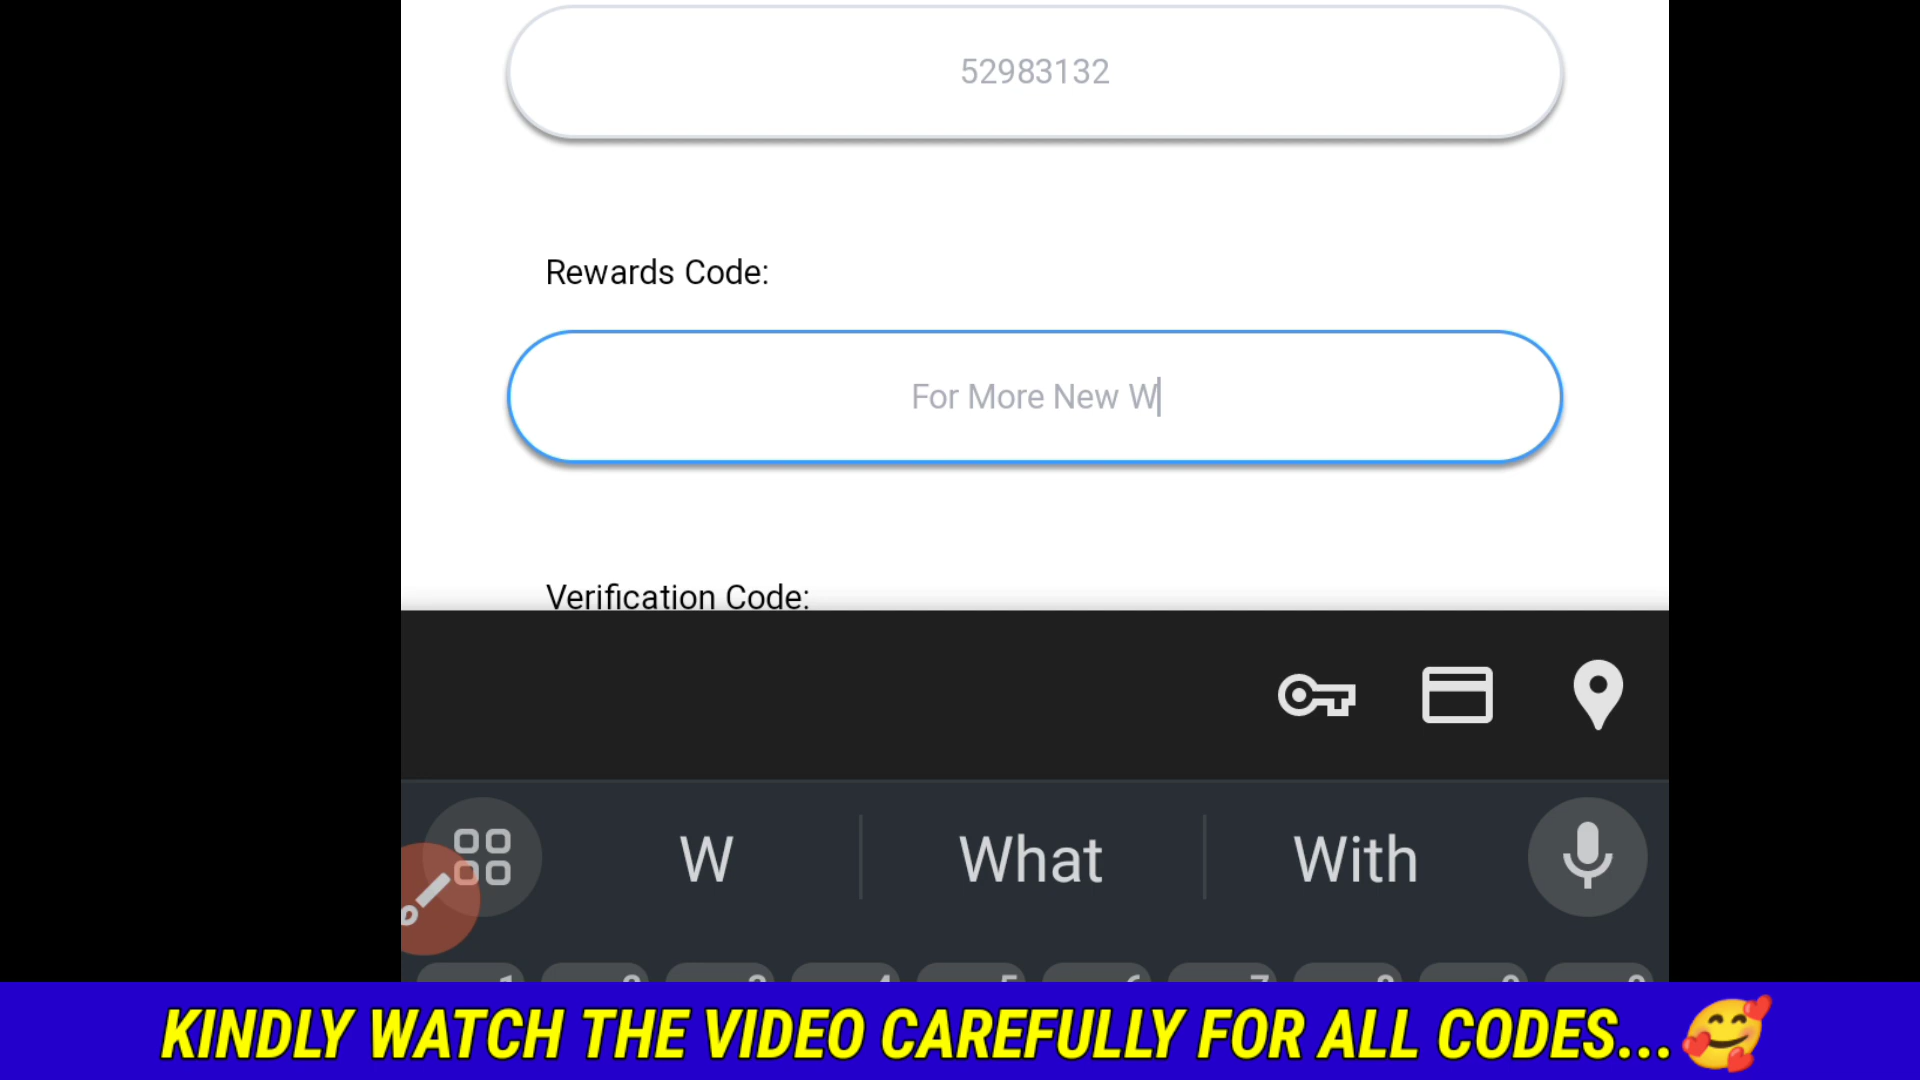 52983132
Rewards Code:
For More New W
Verification Code:
W What With
KINDLY WATCH THE VIDEO CAREFULLY FOR ALL CODES...🥰